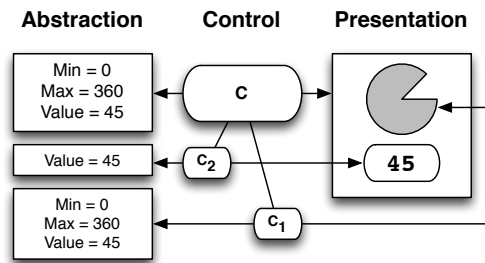 Abstraction Control Presentation
Min = 0
Max = 360
Value = 45
C
Value = 45
C2
45
Min = 0
Max = 360
Value = 45
C1